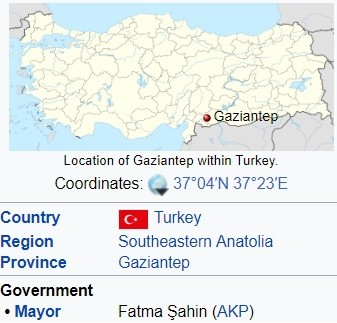 Gaziantep
Location of Gaziantep within Turkey.
Coordinates: 37°04′N 37°23′E
Country Turkey
Region Southeastern Anatolia
Province Gaziantep
Government
• Mayor Fatma Şahin (AKP)